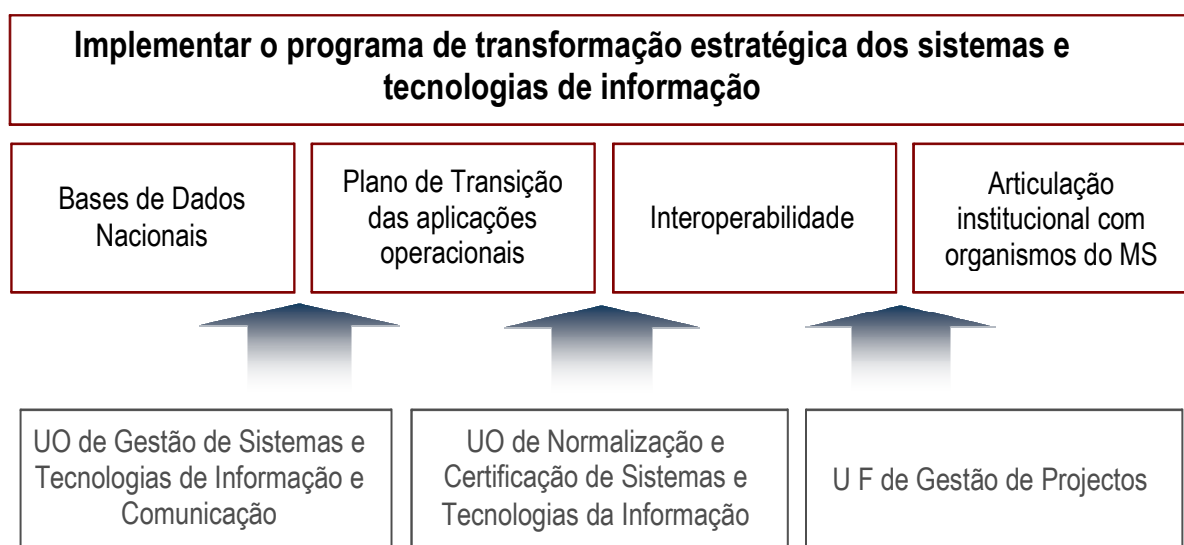 Implementar o programa de transformação estratégica dos sistemas e
tecnologias de informação
Bases de Dados
Nacionais
Plano de Transição
das aplicações
operacionais
Interoperabilidade
Articulação
institucional com
organismos do MS
UO de Gestão de Sistemas e
Tecnologias de Informação e
Comunicação
UO de Normalização e
Certificação de Sistemas e
Tecnologias da Informação
U F de Gestão de Projectos